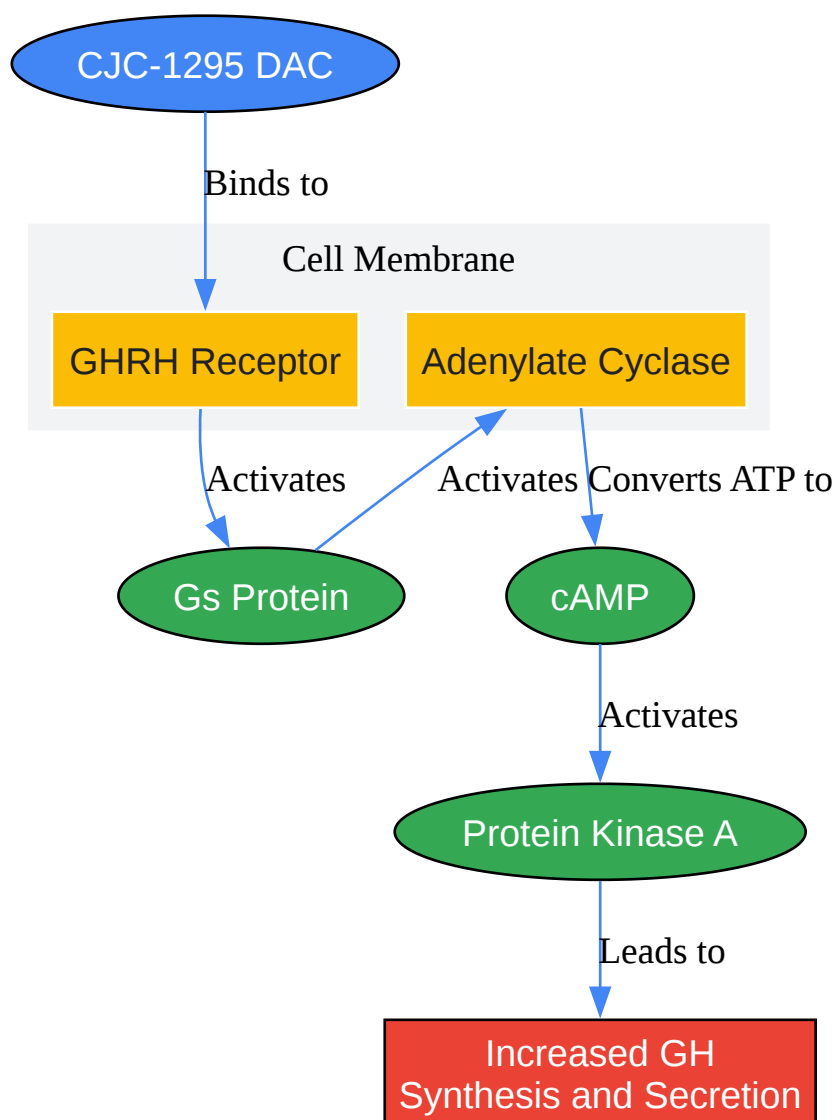 CJC-1295 DAC
Binds to
Cell Membrane
GHRH Receptor
Adenylate Cyclase
Activates
Activates
Converts ATP to
Gs Protein
cAMP
Activates
Protein Kinase A
Leads to
Increased GH
Synthesis and Secretion